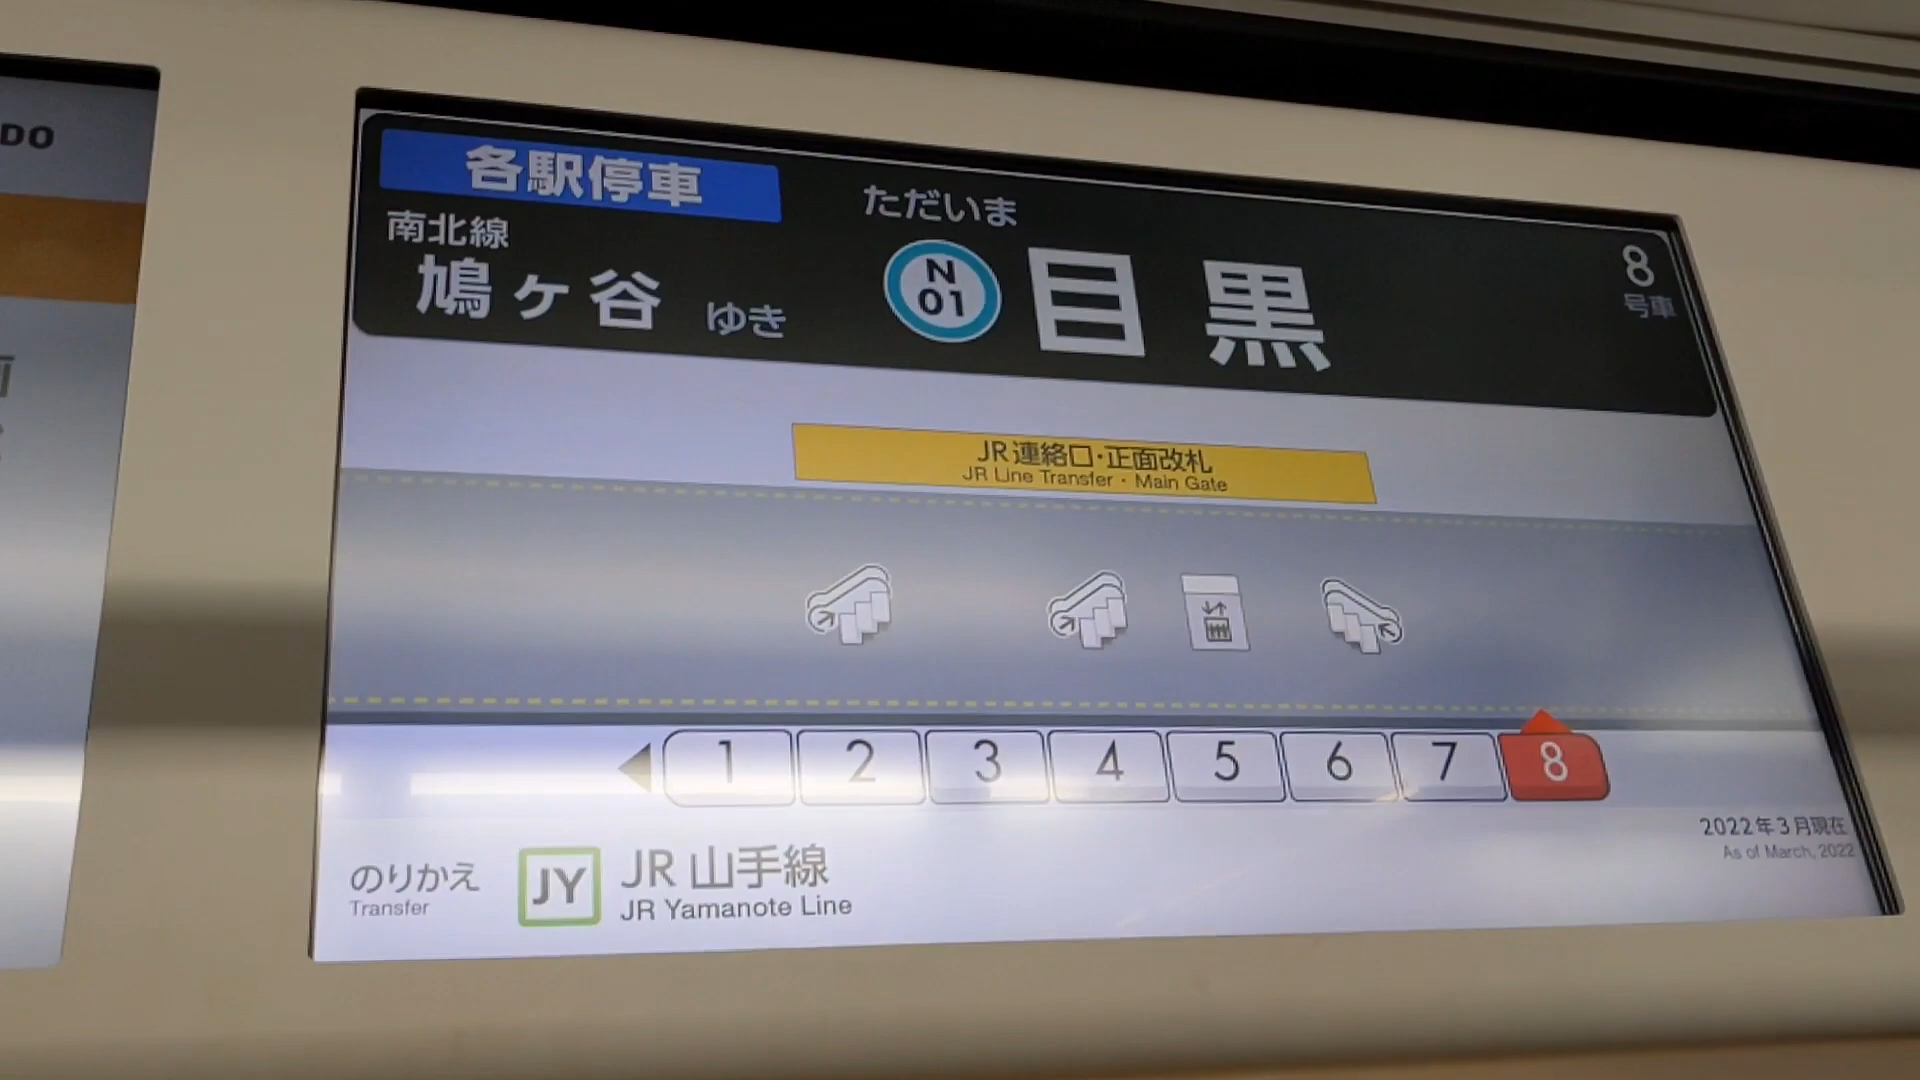 DO
各駅停車
南北線
鳩ヶ谷 ゆき
ただいま
N
01
目黒
8
号車
JR連絡口・正面改札
JR Line Transfer・Main Gate
1 2 3 4 5 6 7 8
2022年3月現在
As of March, 2022
のりかえ
Transfer
JY
JR 山手線
JR Yamanote Line